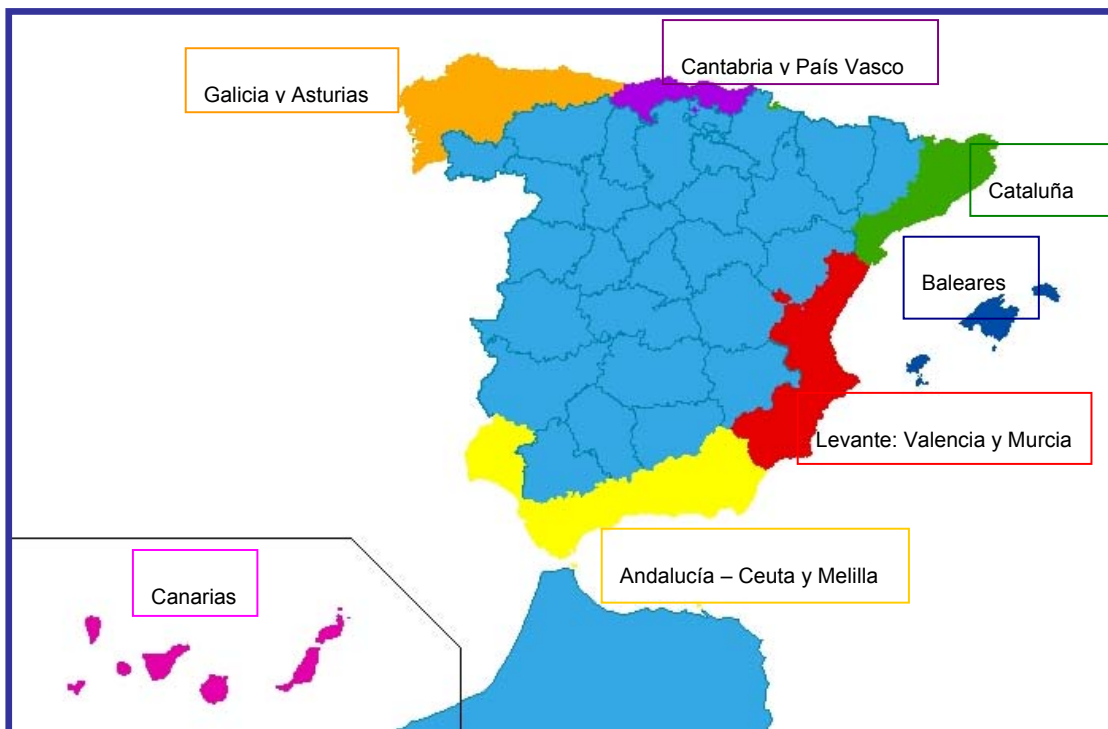 Cantabria y País Vasco
Galicia y Asturias
Cataluña
Baleares
Levante: Valencia y Murcia
Andalucía – Ceuta y Melilla
Canarias